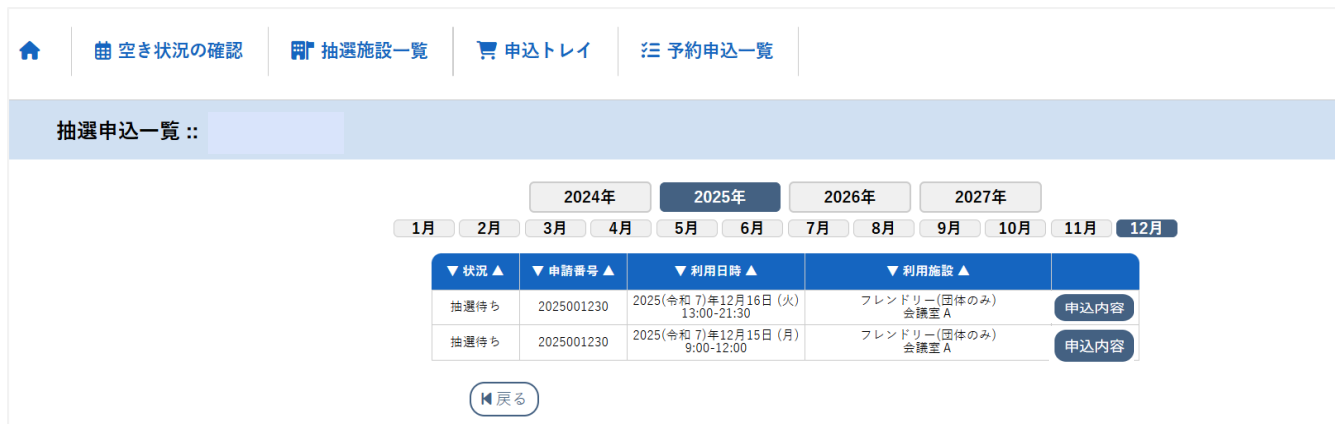 空き状況の確認 抽選施設一覧 申込トレイ 予約申込一覧
抽選申込一覧 ::
2024年 2025年 2026年 2027年
1月 2月 3月 4月 5月 6月 7月 8月 9月 10月 11月 12月
▼ 状況 ▲ ▼ 申請番号 ▲ ▼ 利用日時 ▲ ▼ 利用施設 ▲
抽選待ち 2025001230 2025(令和 7)年12月16日 (火) フレンドリー(団体のみ) 申込内容
13:00-21:30 会議室Ａ
抽選待ち 2025001230 2025(令和 7)年12月15日 (月) フレンドリー(団体のみ) 申込内容
9:00-12:00 会議室Ａ
戻る